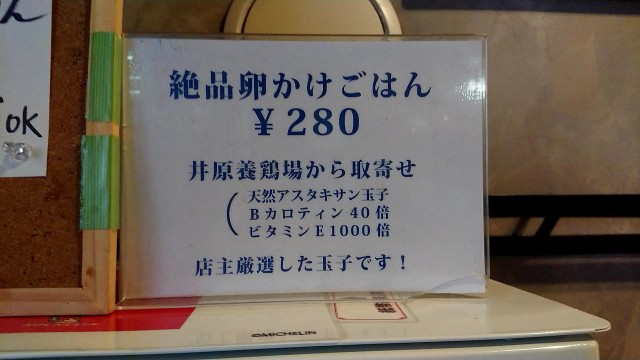 ん
ok
絶品卵かけごはん
¥280
井原養鶏場から取寄せ
天然アスタキサン玉子
Bカロティン40倍
ビタミンE1000倍
店主厳選した玉子です！
MICHELIN